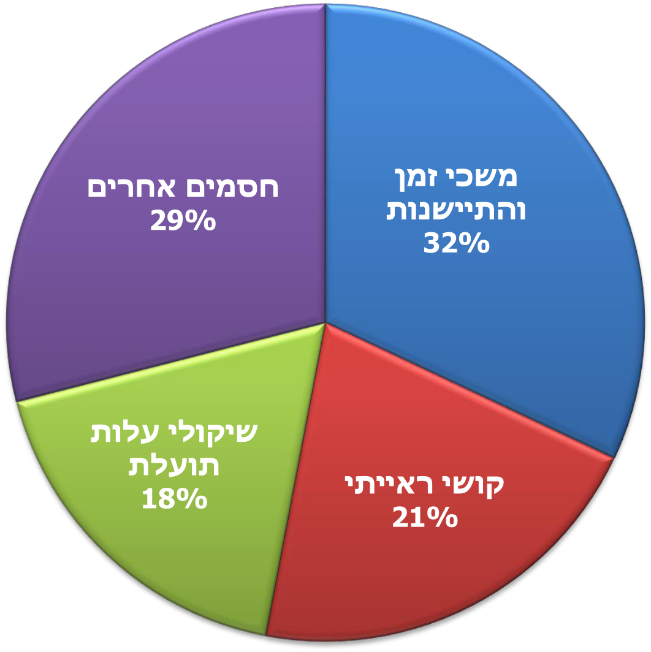 משכי זמן
והתיישנות
32%
חסמים אחרים
29%
שיקולי עלות
תועלת
18%
קושי ראייתי
21%